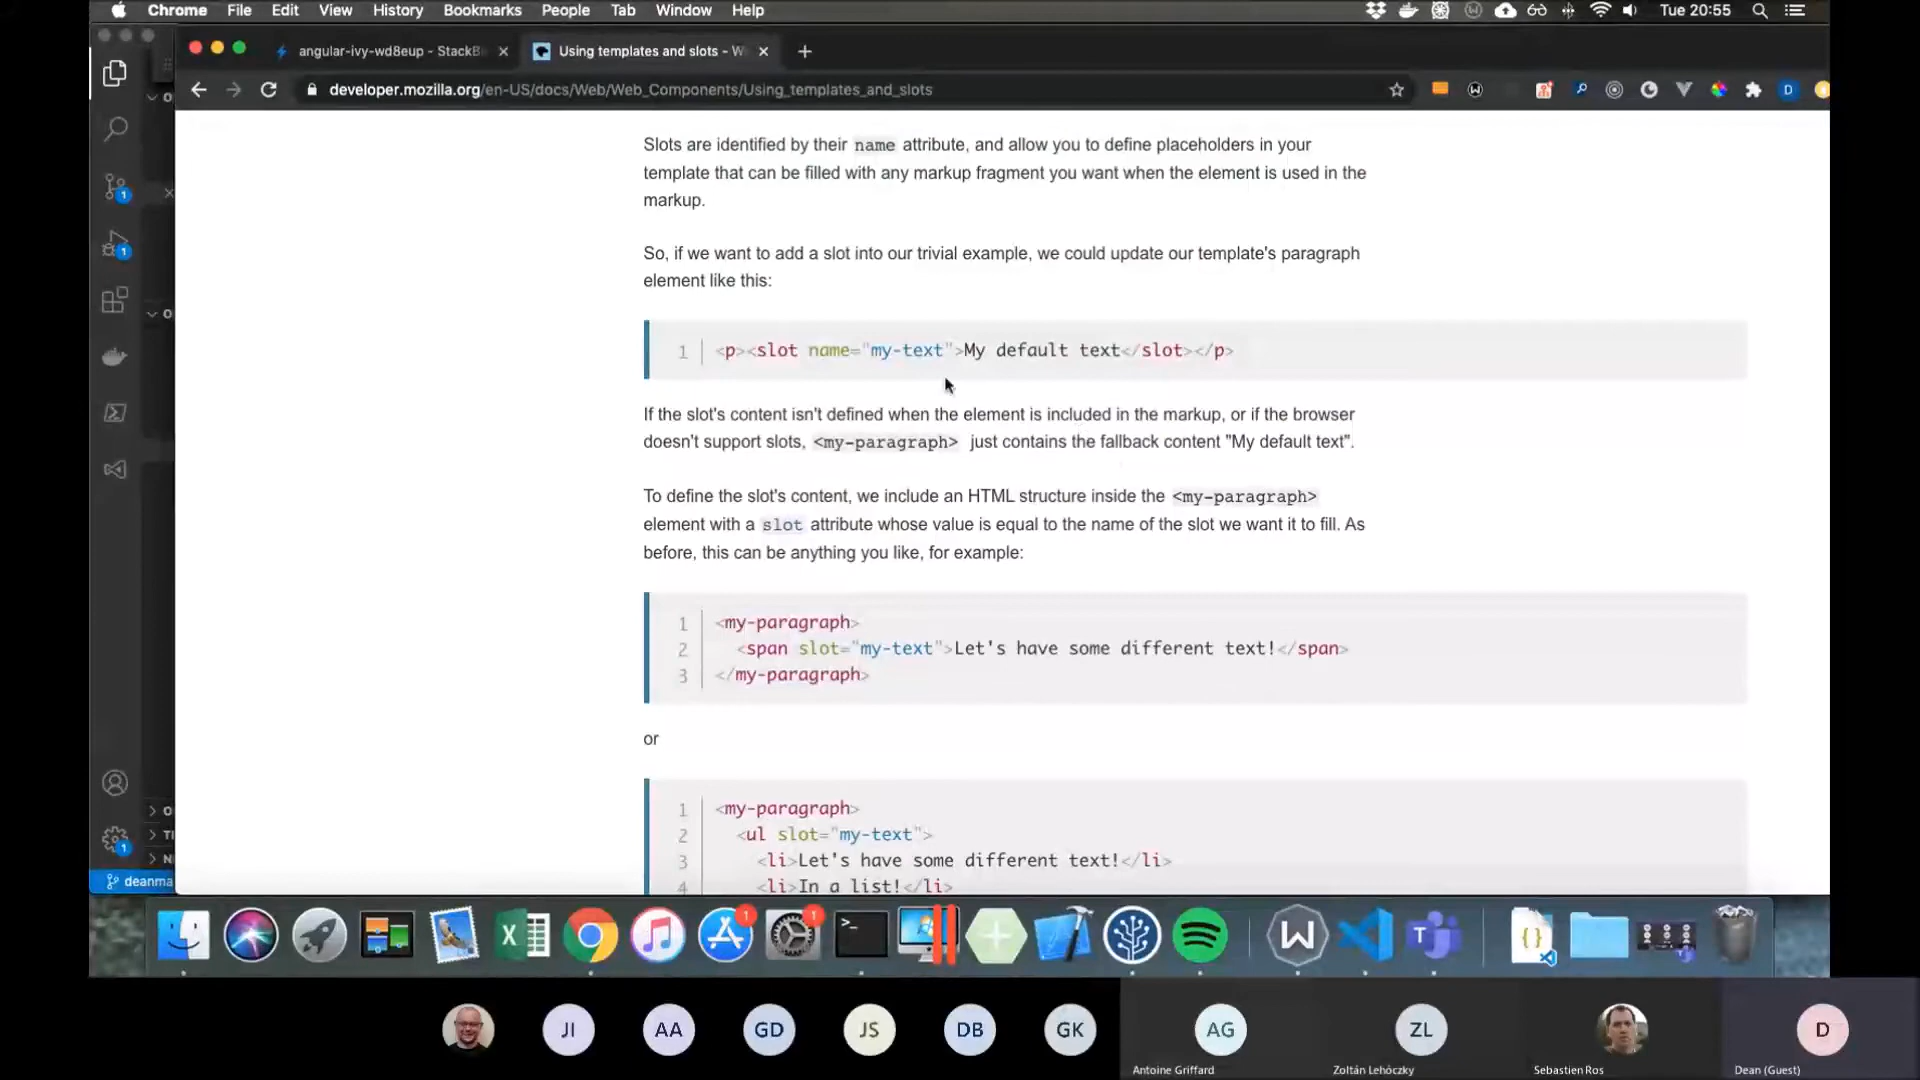 Chrome File Edit View History Bookmarks People Tab Window Help
Tue 20:55
angular-ivy-wd8eup - StackB
Using templates and slots - W
developer.mozilla.org/en-US/docs/Web/Web_Components/Using_templates_and_slots
D
Slots are identified by their name attribute, and allow you to define placeholders in your
template that can be filled with any markup fragment you want when the element is used in the
markup.
So, if we want to add a slot into our trivial example, we could update our template's paragraph
element like this:
1 <p><slot name="my-text">My default text</slot></p>
If the slot's content isn't defined when the element is included in the markup, or if the browser
doesn't support slots, <my-paragraph> just contains the fallback content "My default text".
To define the slot's content, we include an HTML structure inside the <my-paragraph>
element with a slot attribute whose value is equal to the name of the slot we want it to fill. As
before, this can be anything you like, for example:
1 <my-paragraph>
2 <span slot="my-text">Let's have some different text!</span>
3 </my-paragraph>
or
1 <my-paragraph>
2 <ul slot="my-text">
3 <li>Let's have some different text!</li>
4 <li>In a list!</li>
O
O
1
1
O
TI
N
1
deanma
1
1
JI
AA
GD
JS
DB
GK
AG
ZL
D
Antoine Griffard
Zoltán Lehóczky
Sebastien Ros
Dean (Guest)